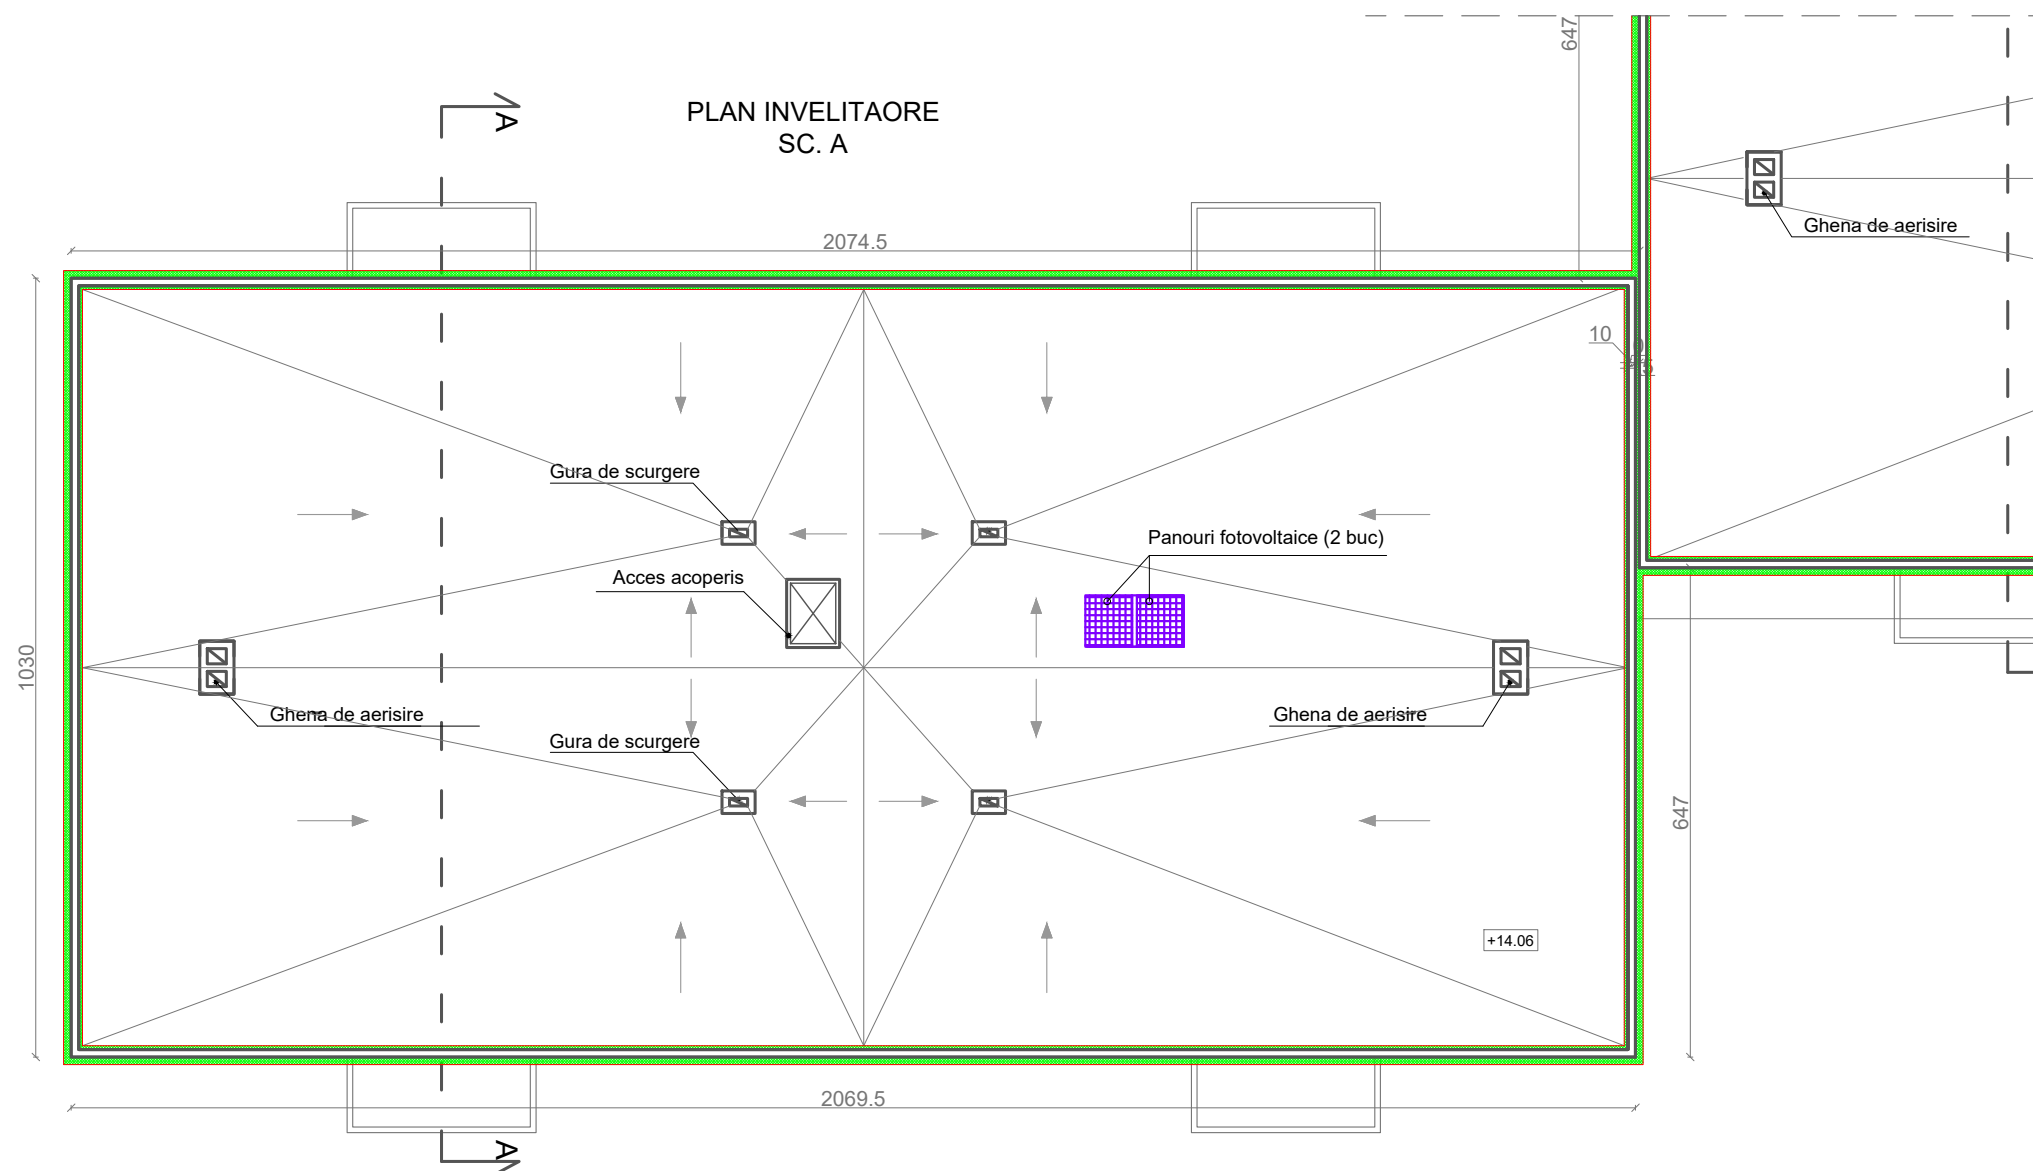 647
A
PLAN INVELITAORE
SC. A
Ghena de aerisire
2074.5
10
Gura de scurgere
Panouri fotovoltaice (2 buc)
Acces acoperis
1030
Ghena de aerisire
Ghena de aerisire
Gura de scurgere
647
+14.06
2069.5
A